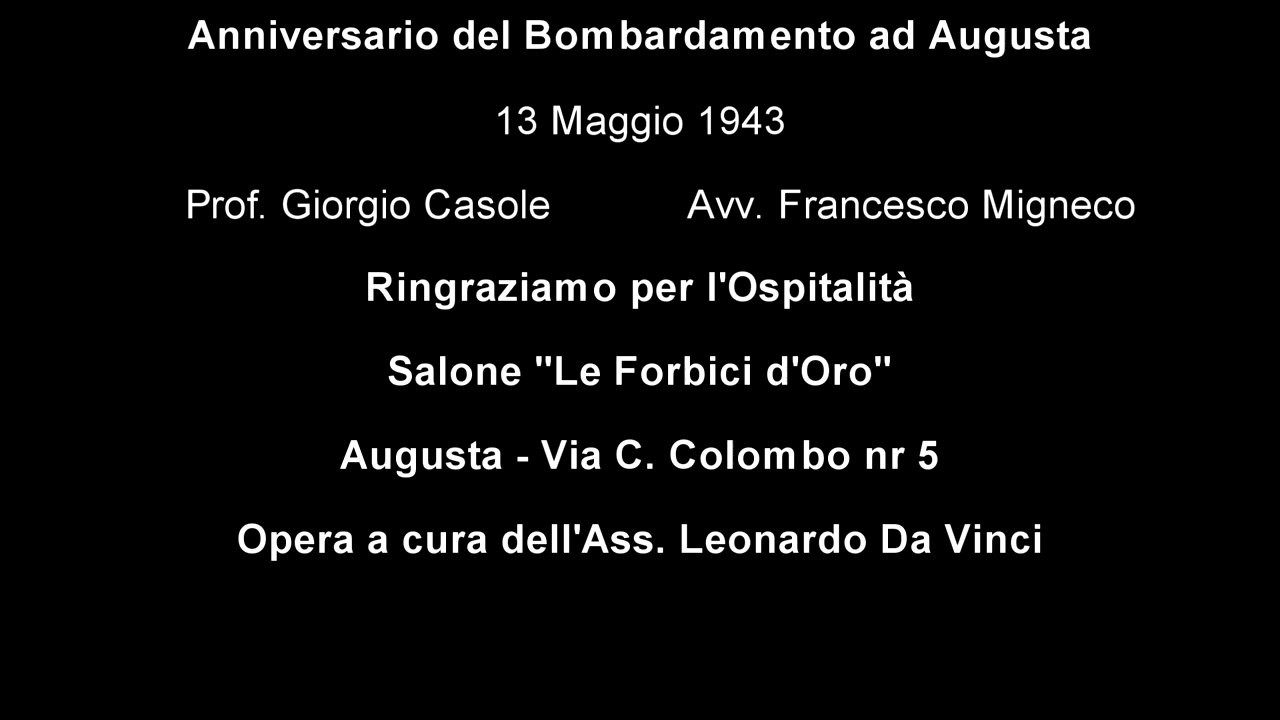 Anniversario del Bombardamento ad Augusta
13 Maggio 1943
Prof. Giorgio Casole Avv. Francesco Migneco
Ringraziamo per l'Ospitalità
Salone "Le Forbici d'Oro"
Augusta - Via C. Colombo nr 5
Opera a cura dell'Ass. Leonardo Da Vinci